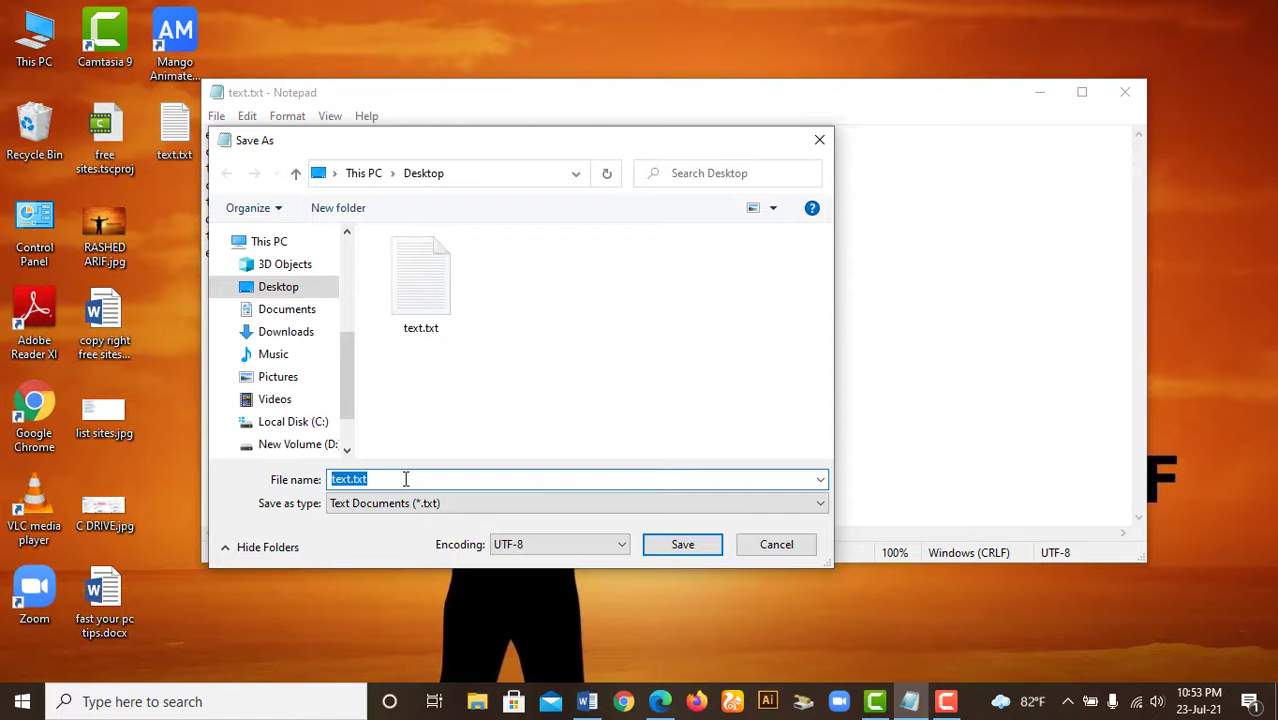 This PC
Camtasia 9
Mango
Animate...
Recycle Bin
free
sites.tscproj
text.txt
Control
Panel
RASHED
ARIF.jpg
Adobe
Reader XI
copy right
free sites...
Google
Chrome
list sites.jpg
VLC media
player
C DRIVE.jpg
Zoom
fast your pc
tips.docx
AM
text.txt - Notepad
File Edit Format View Help
Save As
This PC > Desktop
Search Desktop
Organize
New folder
This PC
3D Objects
Desktop
Documents
Downloads
Music
Pictures
Videos
Local Disk (C:)
New Volume (D:
text.txt
File name: text.txt
Save as type: Text Documents (*.txt)
Hide Folders
Encoding: UTF-8
Save
Cancel
100% Windows (CRLF) UTF-8
F
Type here to search
Ai
82°F
10:53 PM
23-Jul-21
1